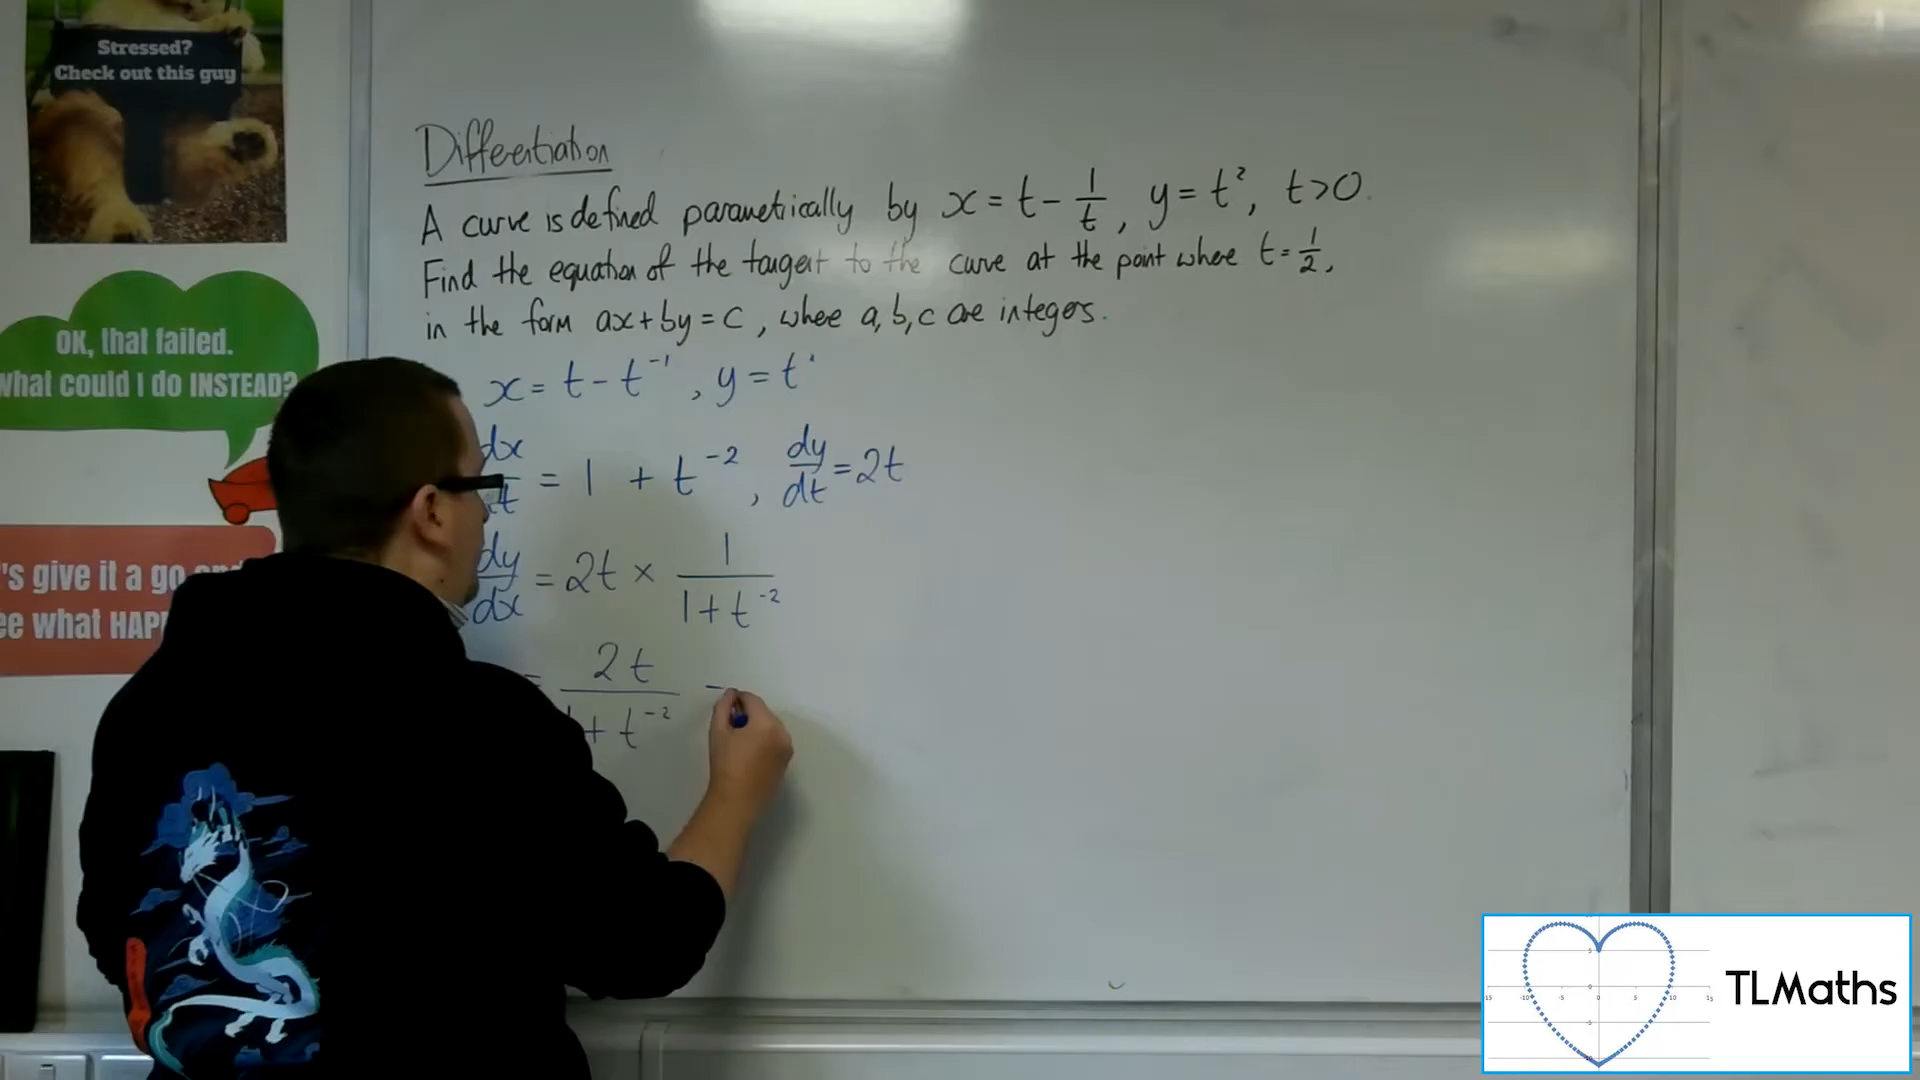 Stressed?
Check out this guy
OK, that failed.
What could I do INSTEAD?
's give it a go and
ee what HAP
Differentiation
A curve is defined parametrically by x = t - 1/t, y = t², t>0.
Find the equation of the tangent to the curve at the point where t = 1/2,
in the form ax+by=c, where a, b, c are integers.
x = t - t⁻¹, y = t²
dx/dt = 1 + t⁻², dy/dt = 2t
dy/dx = 2t × 1/(1+t⁻²)
= 2t/(1+t⁻²)
TLMaths